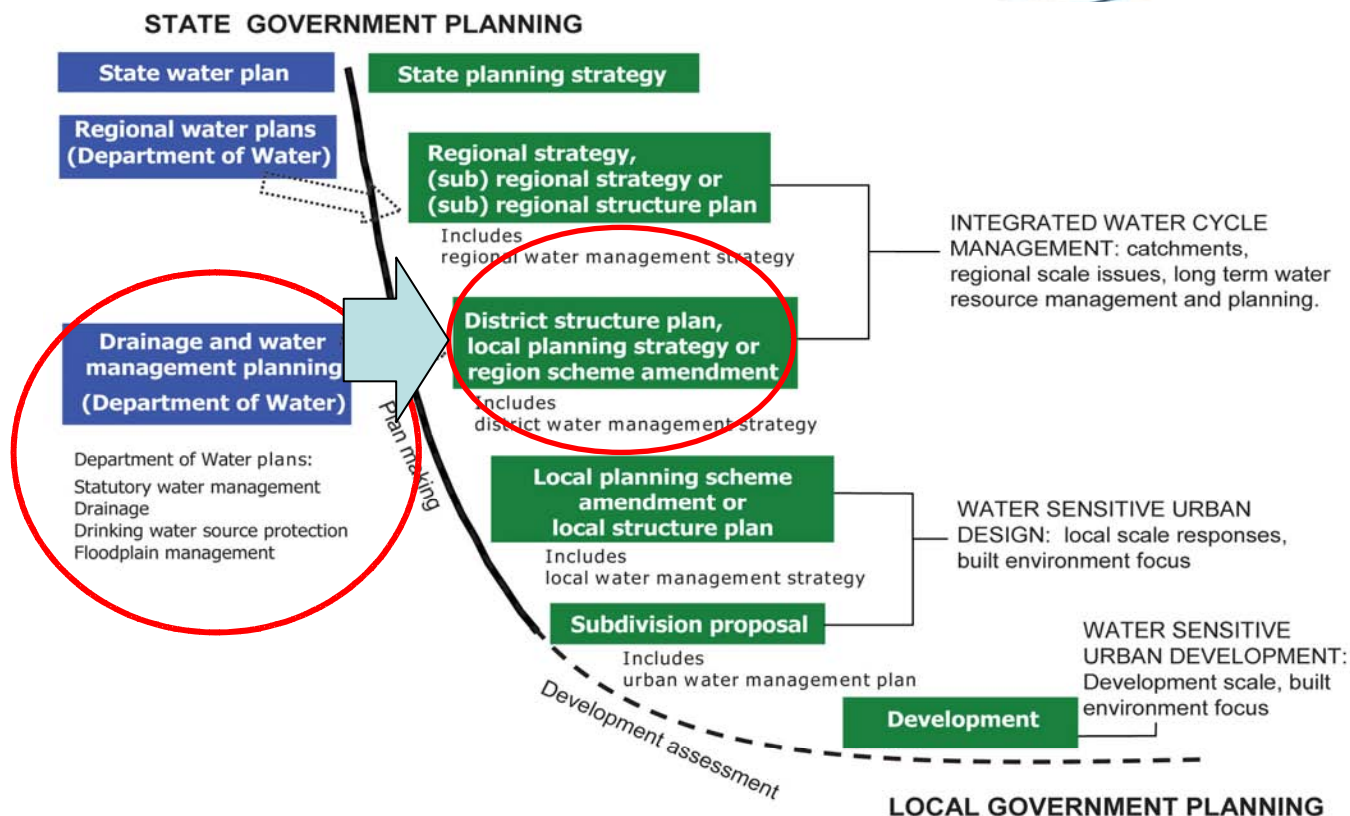 STATE GOVERNMENT PLANNING
State water plan
State planning strategy
Regional water plans
(Department of Water)
Regional strategy,
(sub) regional strategy or
(sub) regional structure plan
Includes
regional water management strategy
INTEGRATED WATER CYCLE
MANAGEMENT: catchments,
regional scale issues, long term water
resource management and planning.
Drainage and water
management planning
(Department of Water)
District structure plan,
local planning strategy or
region scheme amendment
Includes
district water management strategy
Plan making
Department of Water plans:
Statutory water management
Drainage
Drinking water source protection
Floodplain management
Local planning scheme
amendment or
local structure plan
Includes
local water management strategy
WATER SENSITIVE URBAN
DESIGN: local scale responses,
built environment focus
Subdivision proposal
Includes
urban water management plan
Development assessment
Development
WATER SENSITIVE
URBAN DEVELOPMENT:
Development scale, built
environment focus
LOCAL GOVERNMENT PLANNING